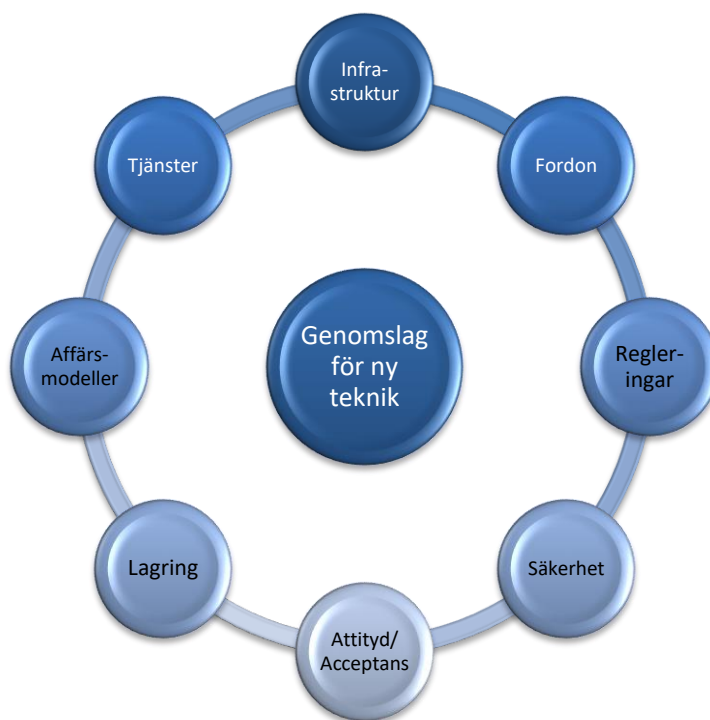 Infra-
struktur
Tjänster
Fordon
Genomslag
för ny
teknik
Affärs-
modeller
Regler-
ingar
Lagring
Säkerhet
Attityd/
Acceptans